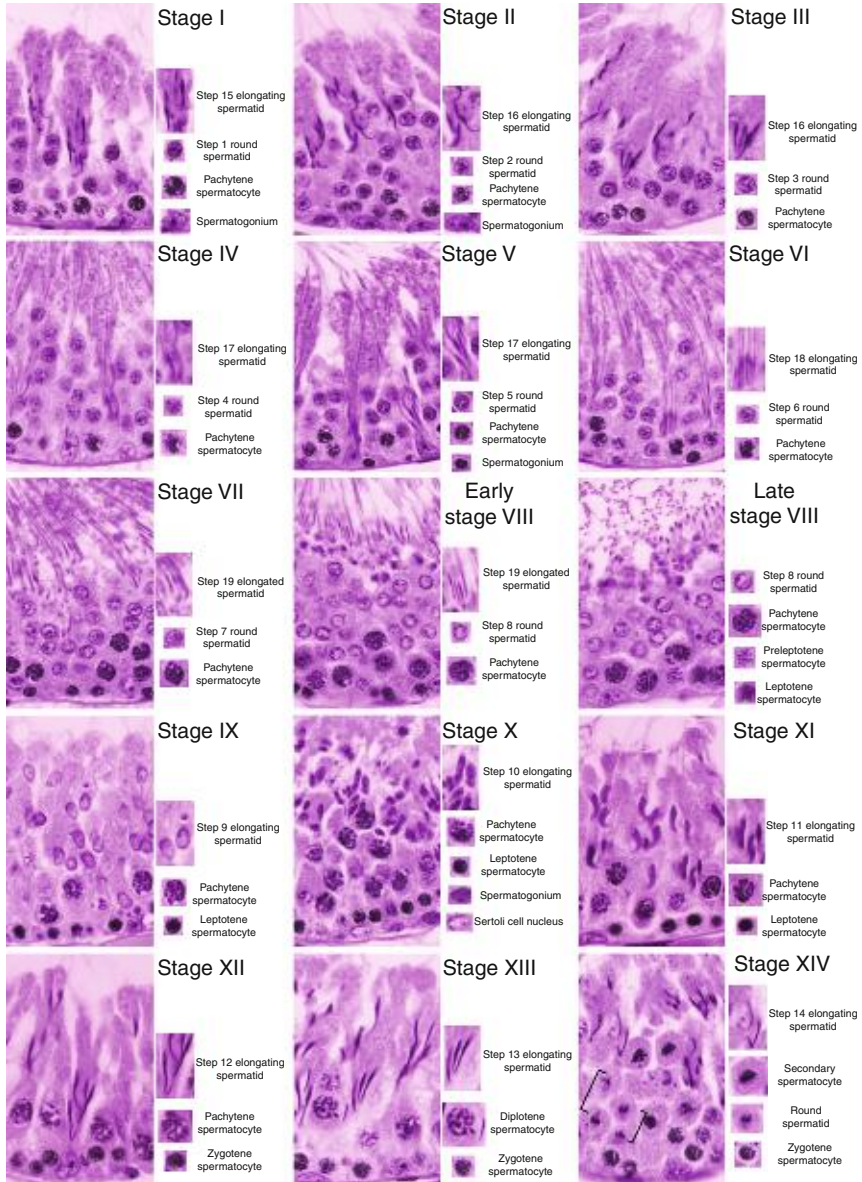 Stage I
Step 15 elongating
spermatid
Step 1 round
spermatid
Pachytene
spermatocyte
Spermatogonium
Stage II
Step 16 elongating
spermatid
Step 2 round
spermatid
Pachytene
spermatocyte
Spermatogonium
Stage III
Step 16 elongating
spermatid
Step 3 round
spermatid
Pachytene
spermatocyte
Stage IV
Step 17 elongating
spermatid
Step 4 round
spermatid
Pachytene
spermatocyte
Stage V
Step 17 elongating
spermatid
Step 5 round
spermatid
Pachytene
spermatocyte
Spermatogonium
Stage VI
Step 18 elongating
spermatid
Step 6 round
spermatid
Pachytene
spermatocyte
Stage VII
Step 19 elongated
spermatid
Step 7 round
spermatid
Pachytene
spermatocyte
Early
stage VIII
Step 19 elongated
spermatid
Step 8 round
spermatid
Pachytene
spermatocyte
Late
stage VIII
Step 8 round
spermatid
Pachytene
spermatocyte
Preleptotene
spermatocyte
Leptotene
spermatocyte
Stage IX
Step 9 elongating
spermatid
Pachytene
spermatocyte
Leptotene
spermatocyte
Stage X
Step 10 elongating
spermatid
Pachytene
spermatocyte
Leptotene
spermatocyte
Spermatogonium
Sertoli cell nucleus
Stage XI
Step 11 elongating
spermatid
Pachytene
spermatocyte
Leptotene
spermatocyte
Stage XII
Step 12 elongating
spermatid
Pachytene
spermatocyte
Zygotene
spermatocyte
Stage XIII
Step 13 elongating
spermatid
Diplotene
spermatocyte
Zygotene
spermatocyte
Stage XIV
Step 14 elongating
spermatid
Secondary
spermatocyte
Round
spermatid
Zygotene
spermatocyte